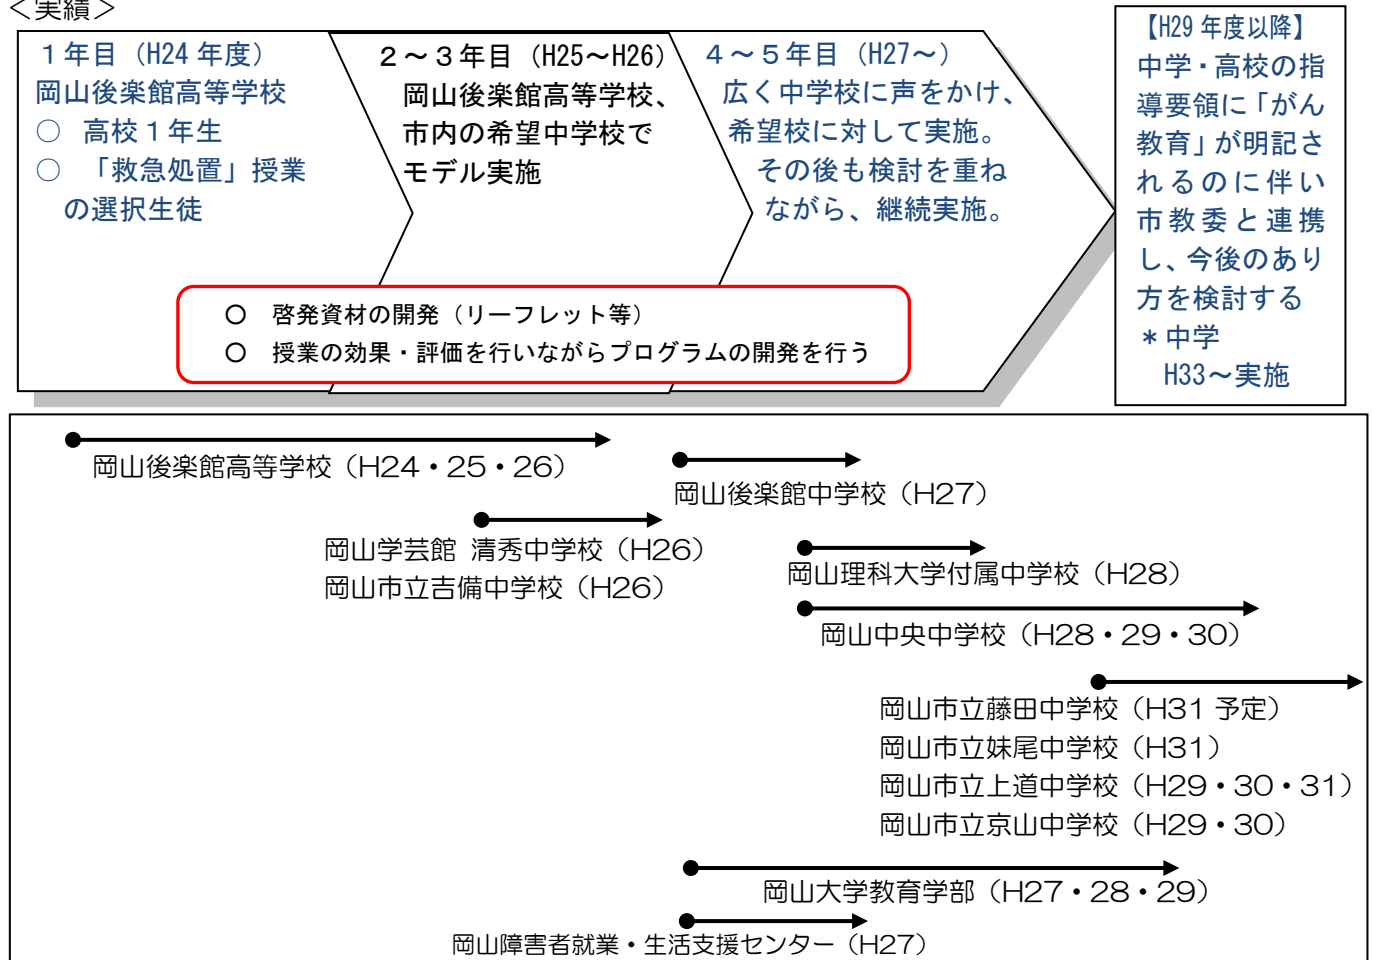 ＜実績＞
１年目（H24 年度）
岡山後楽館高等学校
○　高校１年生
○　「救急処置」授業
の選択生徒
２～３年目（H25～H26）
岡山後楽館高等学校、
市内の希望中学校で
モデル実施
４～５年目（H27～）
広く中学校に声をかけ、
希望校に対して実施。
その後も検討を重ね
ながら、継続実施。
【H29 年度以降】
中学・高校の指
導要領に「がん
教育」が明記さ
れるのに伴い
市教委と連携
し、今後のあり
方を検討する
＊中学
H33～実施
○　啓発資材の開発（リーフレット等）
○　授業の効果・評価を行いながらプログラムの開発を行う
岡山後楽館高等学校（H24・25・26）
岡山後楽館中学校（H27）
岡山学芸館 清秀中学校（H26）
岡山市立吉備中学校（H26）
岡山理科大学付属中学校（H28）
岡山中央中学校（H28・29・30）
岡山市立藤田中学校（H31 予定）
岡山市立妹尾中学校（H31）
岡山市立上道中学校（H29・30・31）
岡山市立京山中学校（H29・30）
岡山大学教育学部（H27・28・29）
岡山障害者就業・生活支援センター（H27）